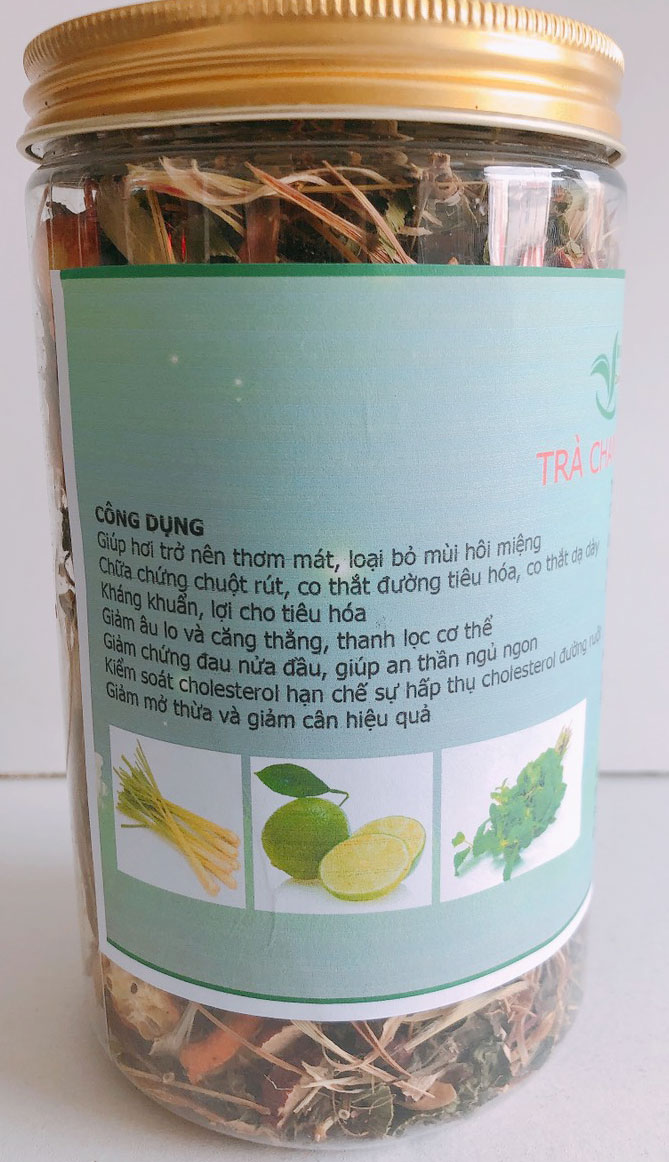 TRÀ
CÔNG DỤNG
Giúp hơi trở nên thơm mát, loại bỏ mùi hôi miệng
Chữa chứng chuột rút, co thắt đường tiêu hóa, co thắt dạ dày
Kháng khuẩn, lợi cho tiêu hóa
Giảm âu lo và căng thẳng, thanh lọc cơ thể
Giảm chứng đau nửa đầu, giúp an thần ngủ ngon
Kiểm soát cholesterol hạn chế sự hấp thụ cholesterol đường ruột
Giảm mở thừa và giảm cân hiệu quả